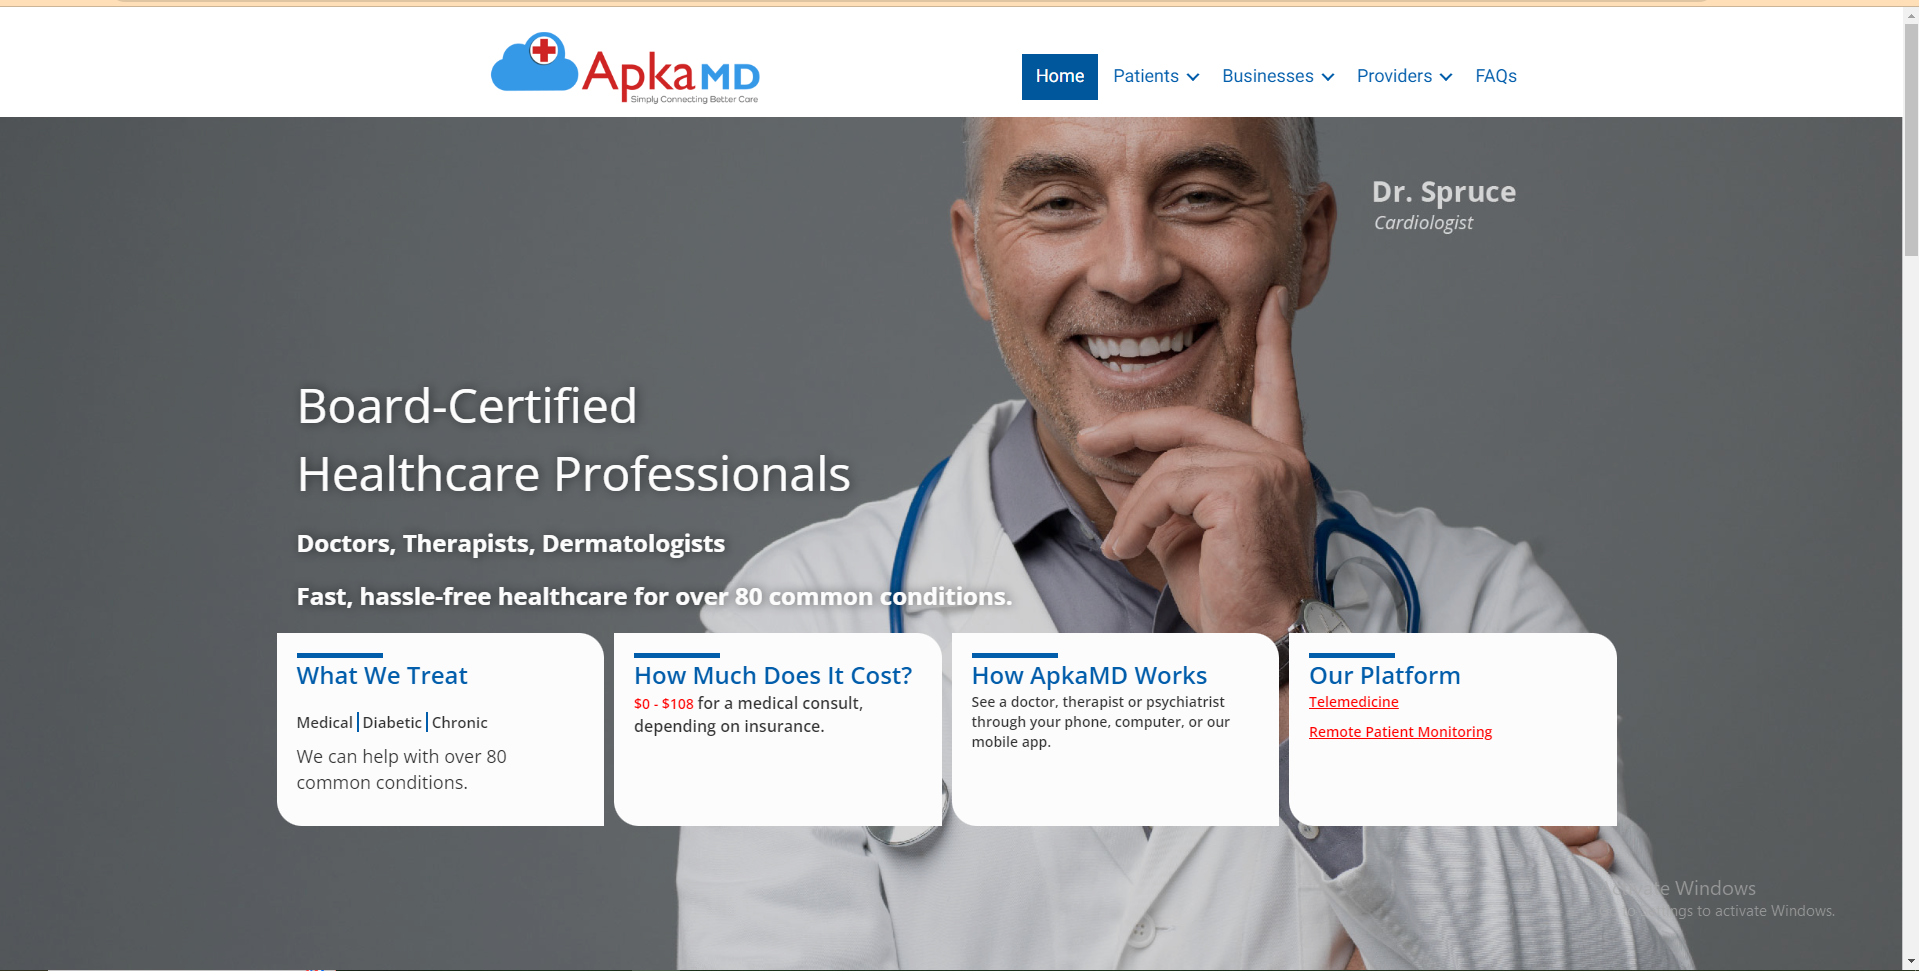 ApkaMD
Simply Connecting Better Care
Home
Patients
Businesses
Providers
FAQs
Dr. Spruce
Cardiologist
Board-Certified
Healthcare Professionals
Doctors, Therapists, Dermatologists
Fast, hassle-free healthcare for over 80 common conditions.
What We Treat
Medical Diabetic Chronic
We can help with over 80
common conditions.
How Much Does It Cost?
$0 - $108 for a medical consult,
depending on insurance.
How ApkaMD Works
See a doctor, therapist or psychiatrist
through your phone, computer, or our
mobile app.
Our Platform
Telemedicine
Remote Patient Monitoring
Windows
to activate Windows.